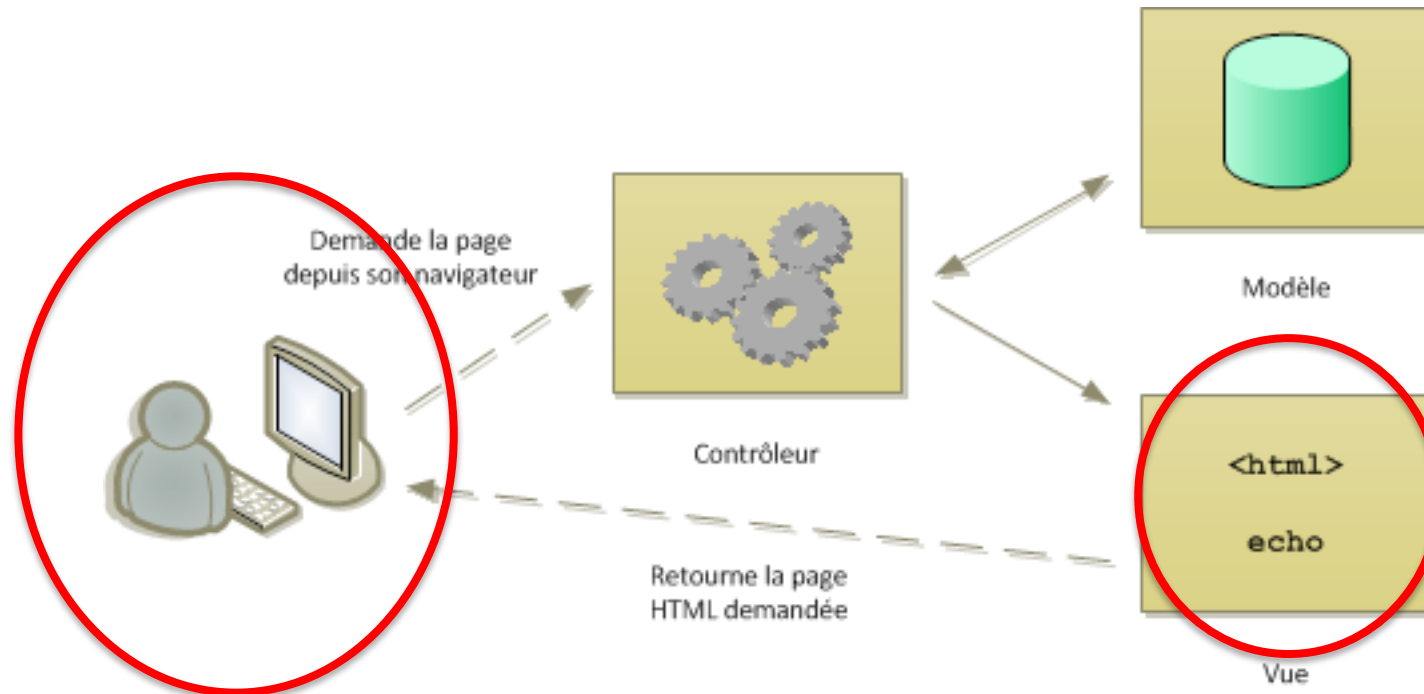 Demande la page
depuis son navigateur
Modèle
Contrôleur
<html>
echo
Retourne la page
HTML demandée
Vue